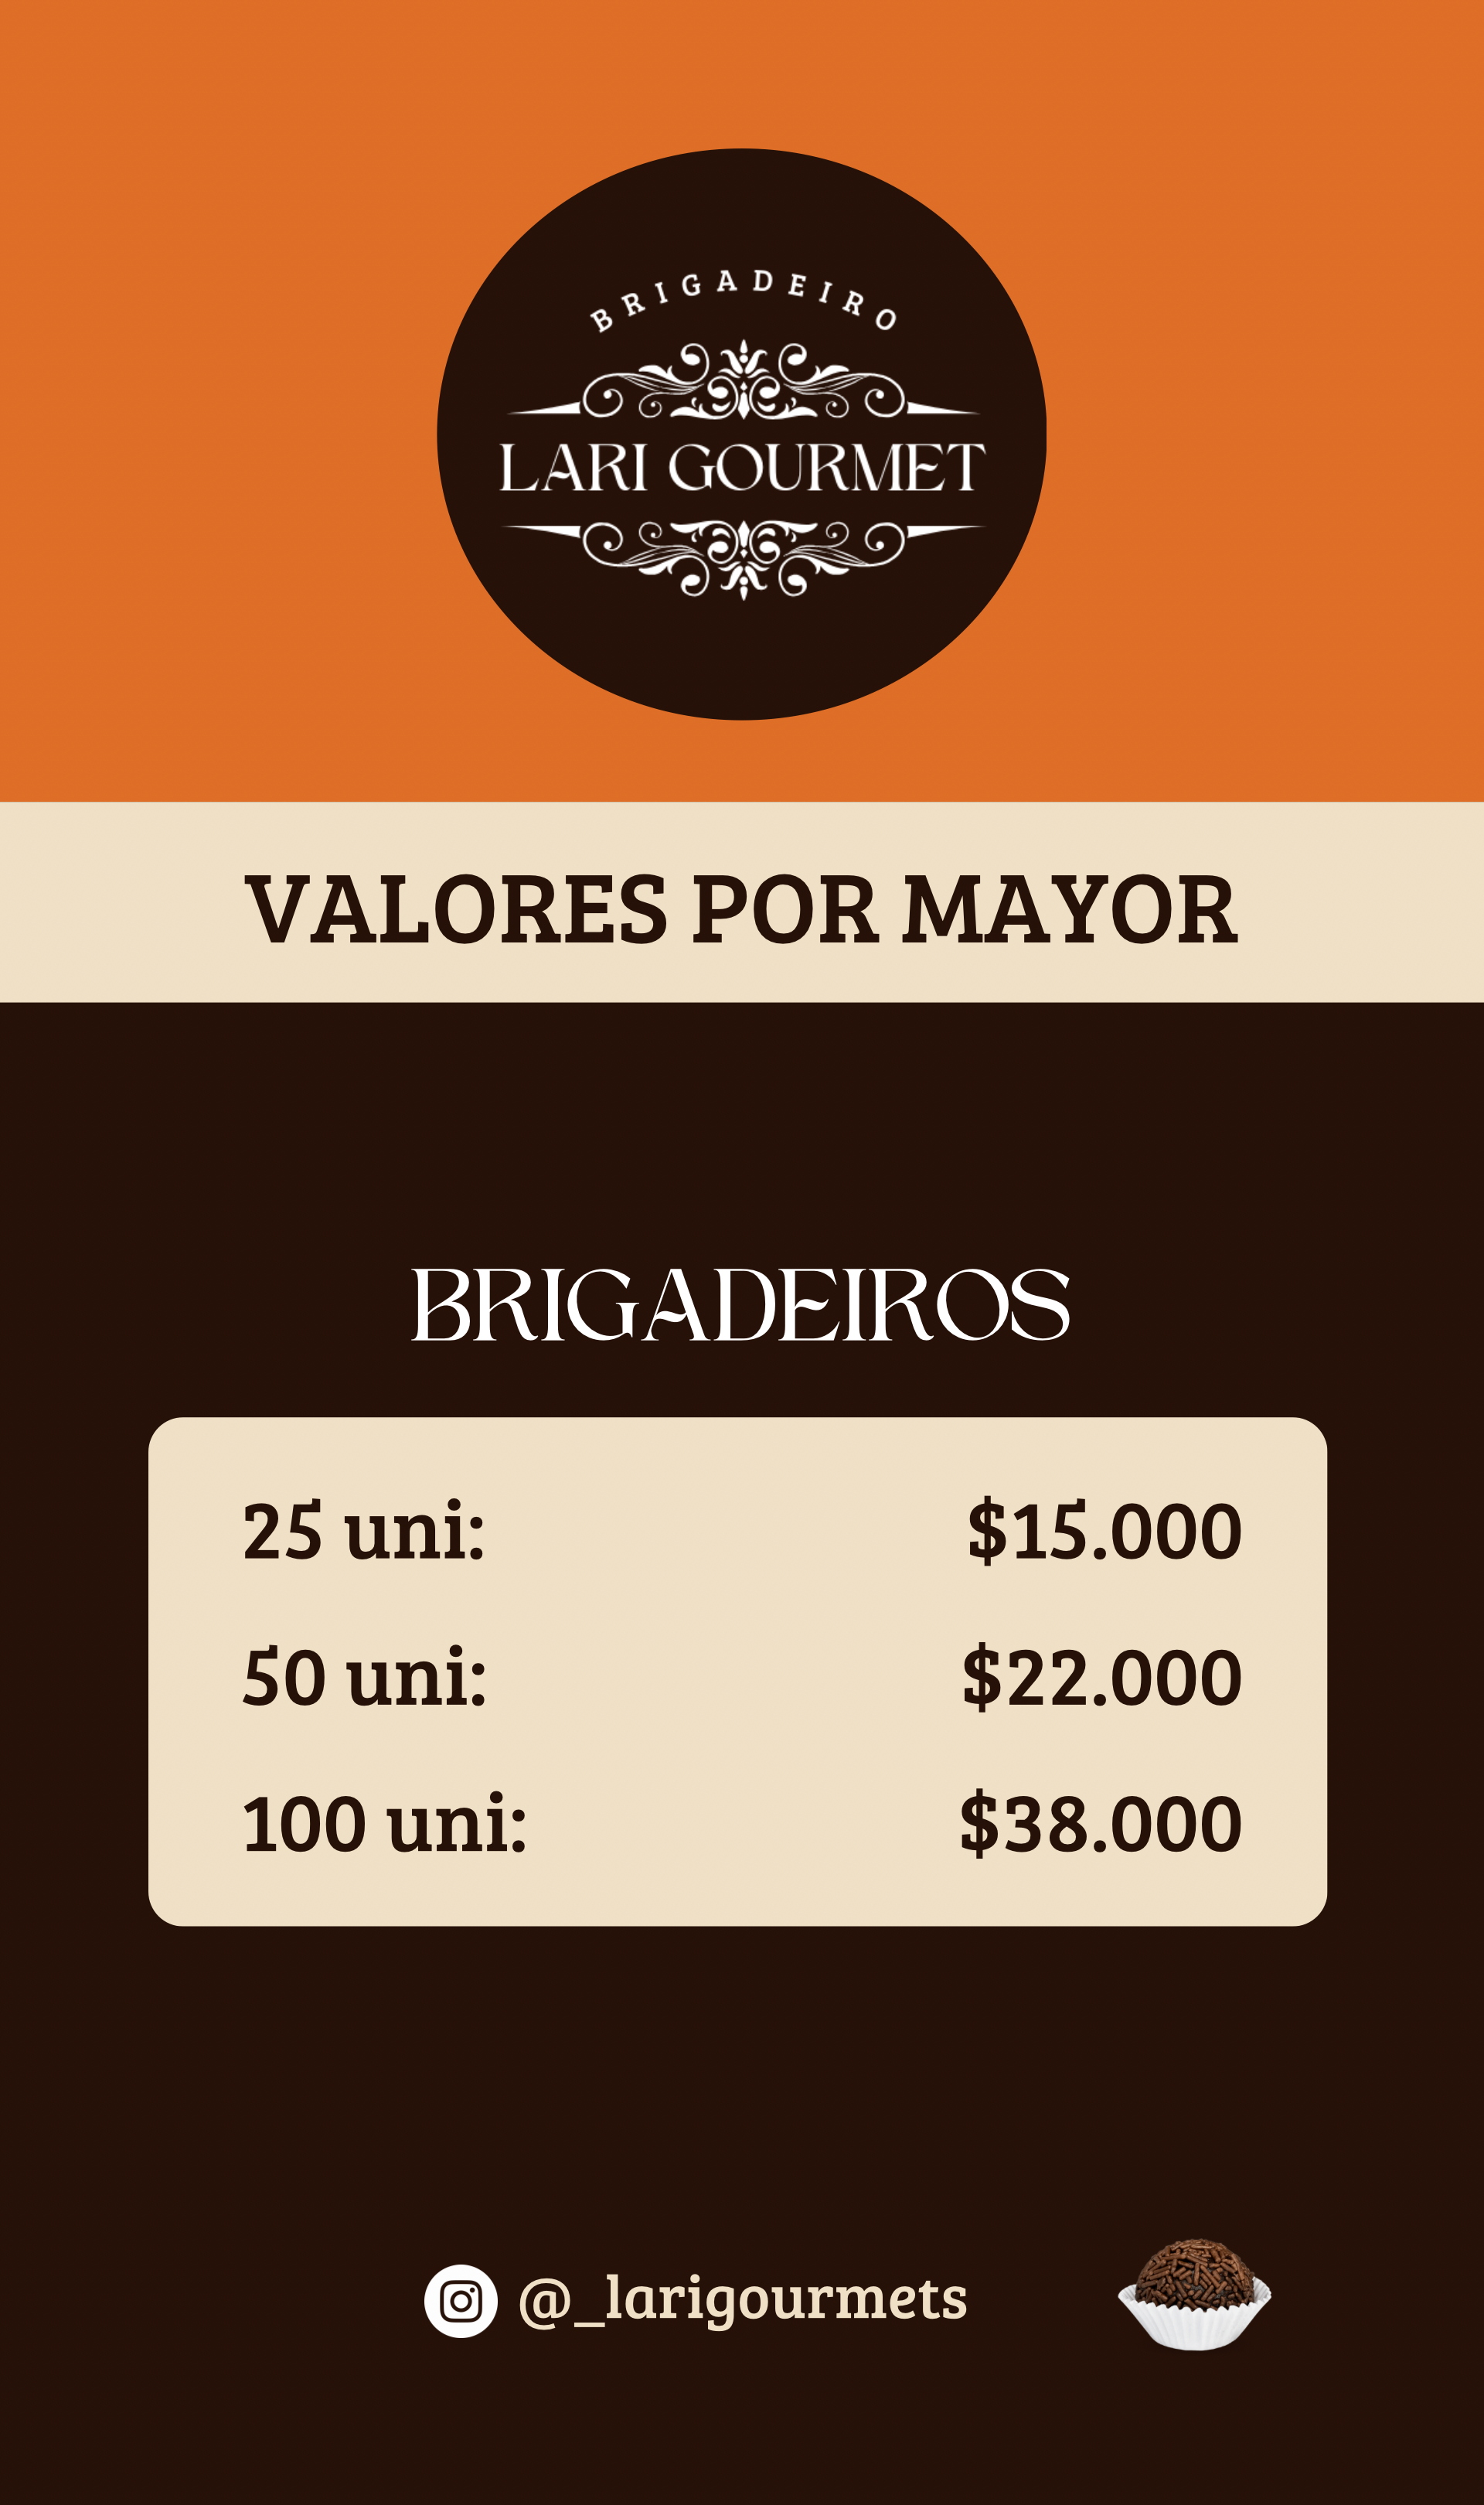 BRIGADEIRO
LARI GOURMET
VALORES POR MAYOR
BRIGADEIROS
25 uni: $15.000
50 uni: $22.000
100 uni: $38.000
@_larigourmets